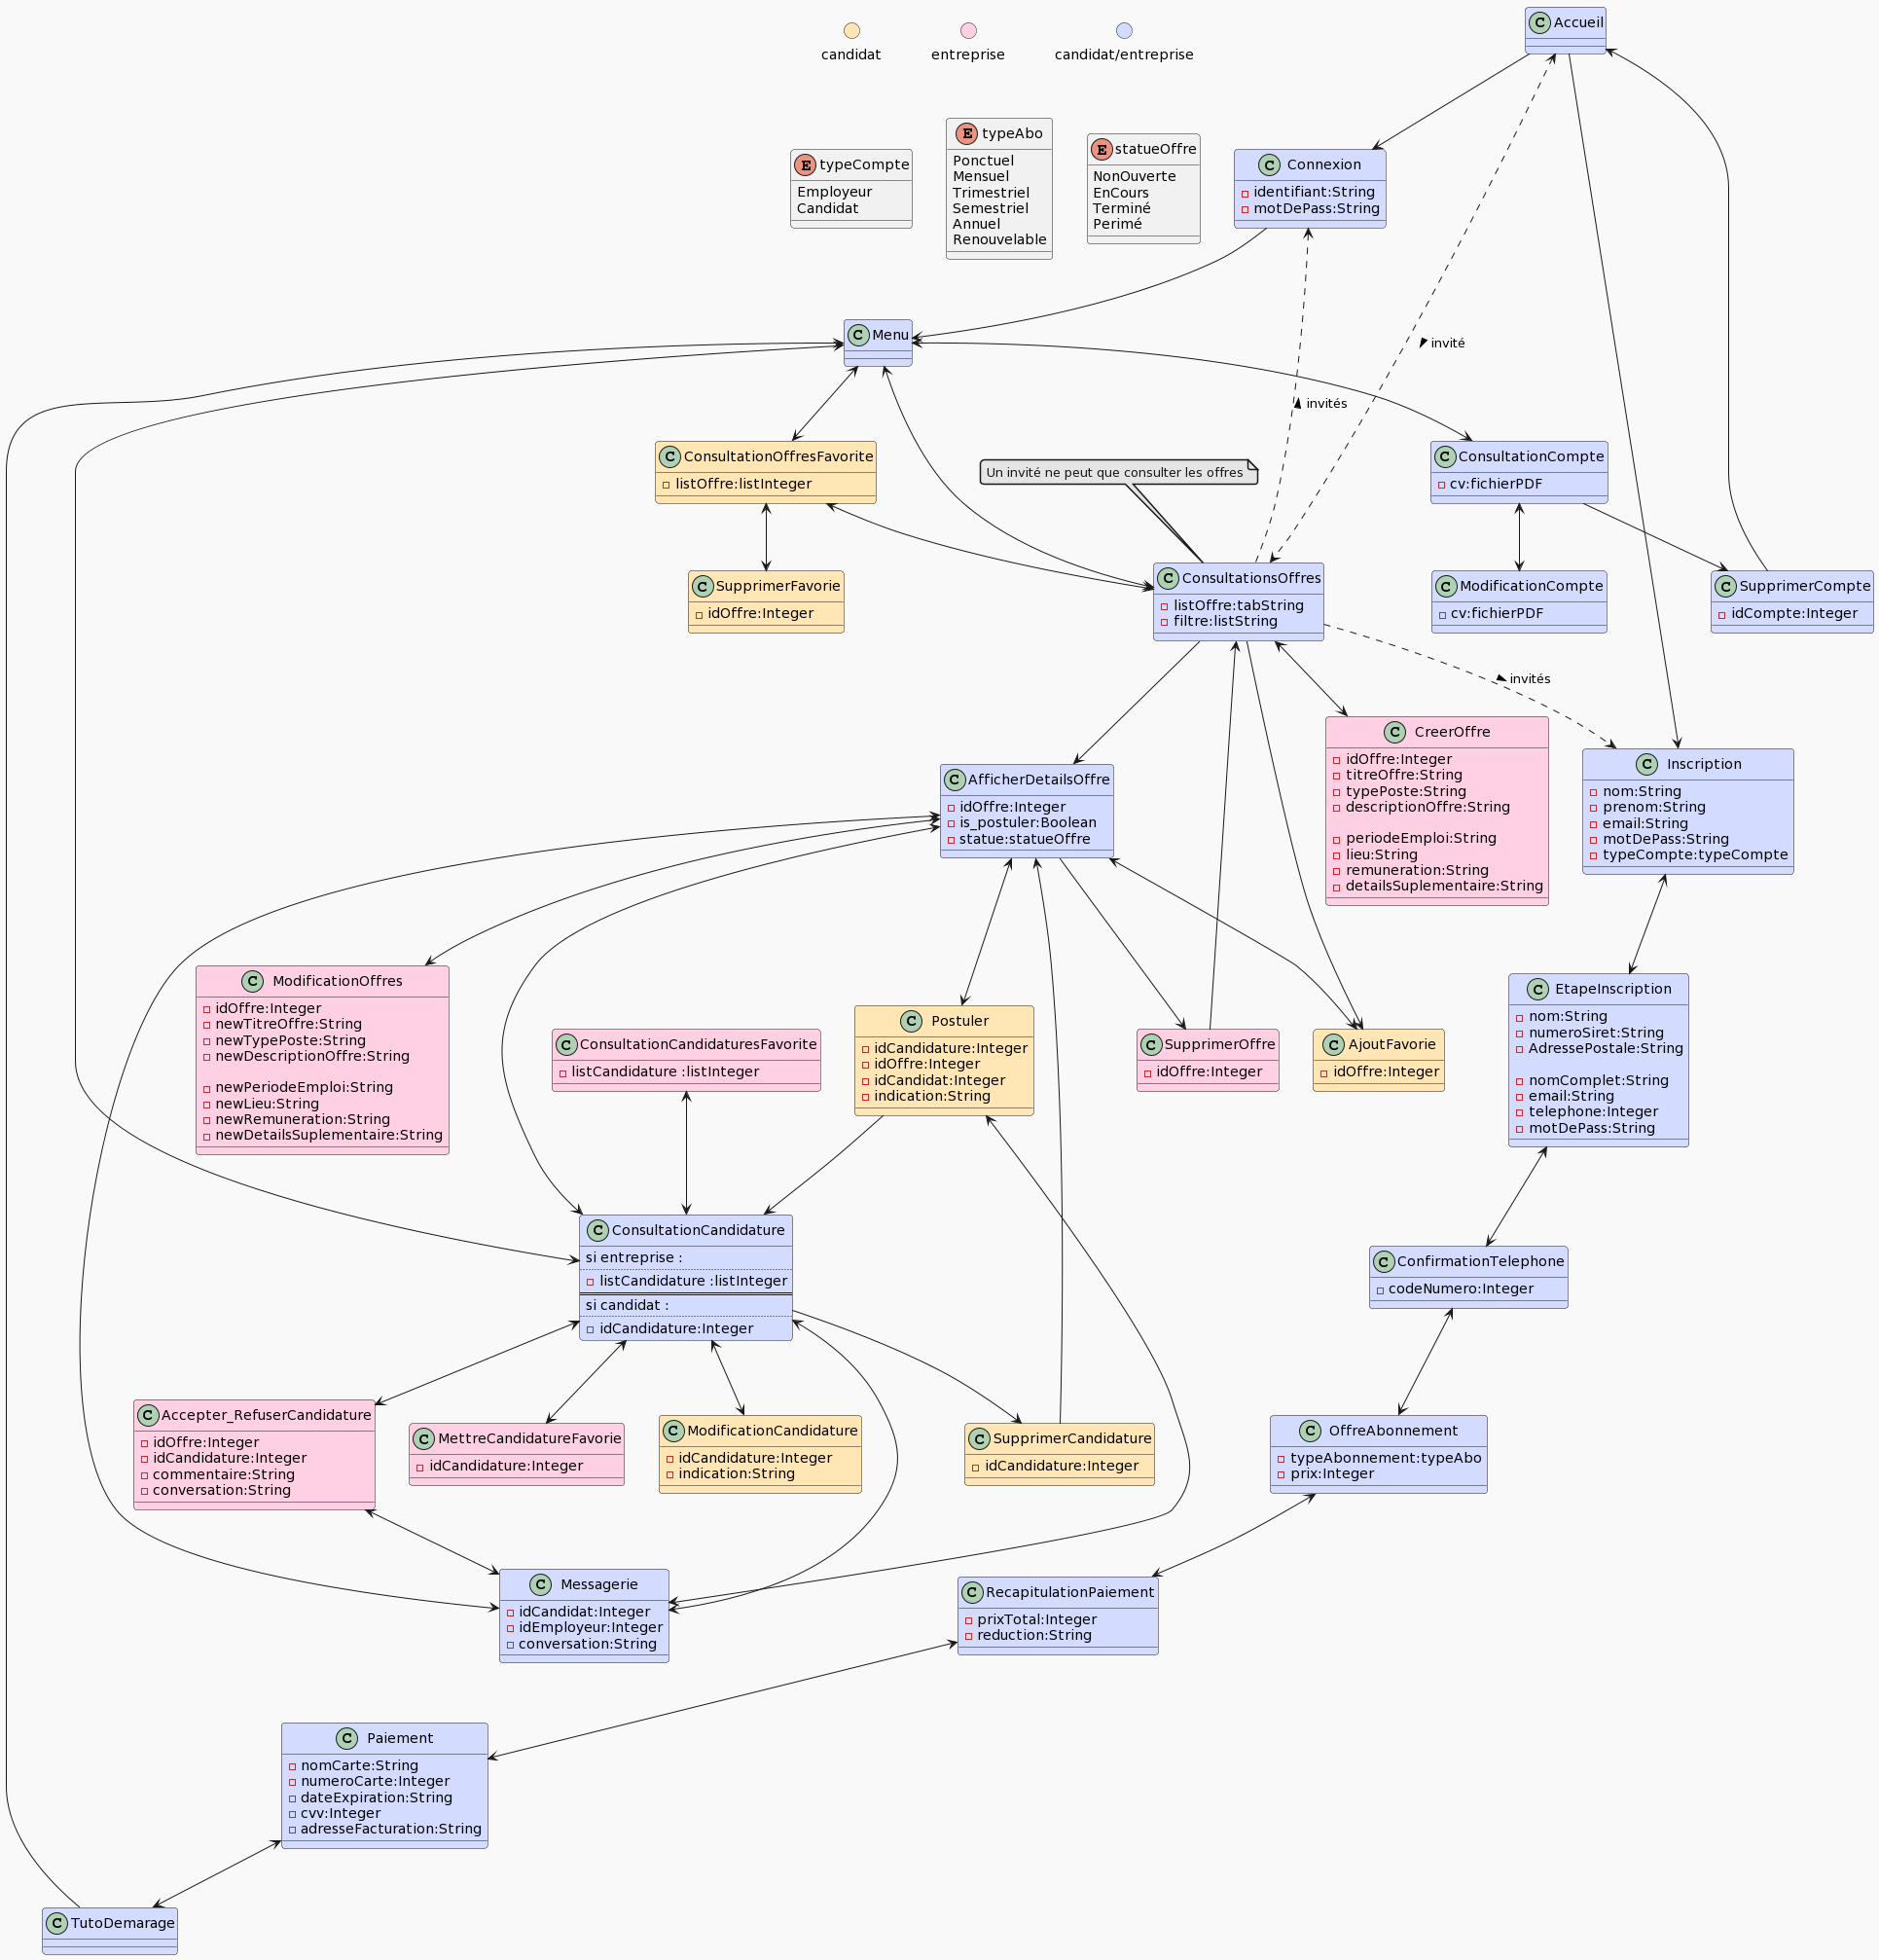 C Accueil
candidat
entreprise
candidat/entreprise
E typeCompte
Employeur
Candidat
E typeAbo
Ponctuel
Mensuel
Trimestriel
Semestriel
Annuel
Renouvelable
E statueOffre
NonOuverte
EnCours
Terminé
Perimé
C Connexion
identifiant:String
motDePass:String
C Menu
invité
invités
C ConsultationOffresFavorite
listOffre:listInteger
Un invité ne peut que consulter les offres
C ConsultationCompte
cv:fichierPDF
C SupprimerFavorie
idOffre:Integer
C ConsultationsOffres
listOffre:tabString
filtre:listString
C ModificationCompte
cv:fichierPDF
C SupprimerCompte
idCompte:Integer
invités
C AfficherDetailsOffre
idOffre:Integer
is_postuler:Boolean
statue:statueOffre
C CreerOffre
idOffre:Integer
titreOffre:String
typePoste:String
descriptionOffre:String
periodeEmploi:String
lieu:String
remuneration:String
detailsSuplementaire:String
C Inscription
nom:String
prenom:String
email:String
motDePass:String
typeCompte:typeCompte
C ModificationOffres
idOffre:Integer
newTitreOffre:String
newTypePoste:String
newDescriptionOffre:String
newPeriodeEmploi:String
newLieu:String
newRemuneration:String
newDetailsSuplementaire:String
C ConsultationCandidaturesFavorite
listCandidature :listInteger
C Postuler
idCandidature:Integer
idOffre:Integer
idCandidat:Integer
indication:String
C SupprimerOffre
idOffre:Integer
C AjoutFavorie
idOffre:Integer
C EtapeInscription
nom:String
numeroSiret:String
AdressePostale:String
nomComplet:String
email:String
telephone:Integer
motDePass:String
C ConsultationCandidature
si entreprise :
listCandidature :listInteger
si candidat :
idCandidature:Integer
C ConfirmationTelephone
codeNumero:Integer
C Accepter_RefuserCandidature
idOffre:Integer
idCandidature:Integer
commentaire:String
conversation:String
C MettreCandidatureFavorie
idCandidature:Integer
C ModificationCandidature
idCandidature:Integer
indication:String
C SupprimerCandidature
idCandidature:Integer
C OffreAbonnement
typeAbonnement:typeAbo
prix:Integer
C Messagerie
idCandidat:Integer
idEmployeur:Integer
conversation:String
C RecapitulationPaiement
prixTotal:Integer
reduction:String
C Paiement
nomCarte:String
numeroCarte:Integer
dateExpiration:String
cvv:Integer
adresseFacturation:String
C TutoDemarage